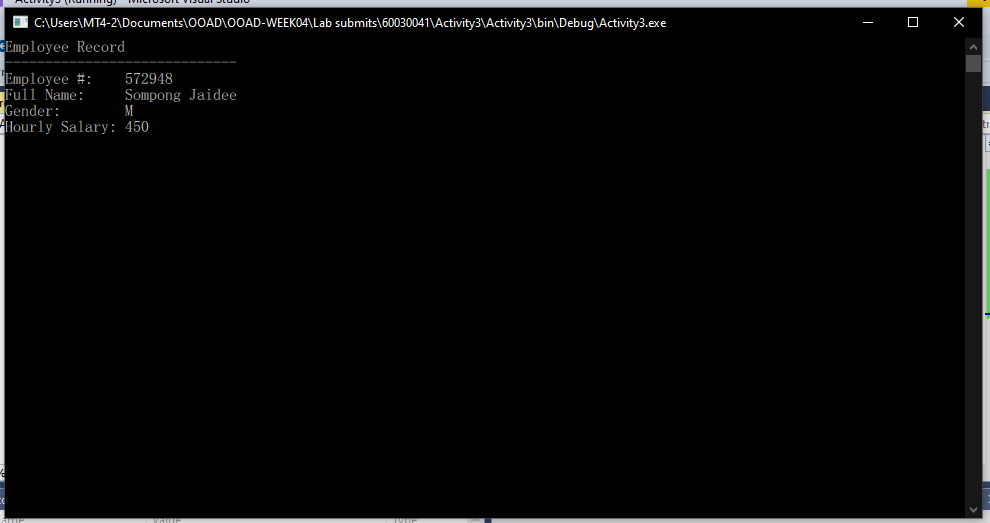 Activity3 (Running) - Microsoft Visual Studio
C:\Users\MT4-2\Documents\OOAD\OOAD-WEEK04\Lab submits\60030041\Activity3\Activity3\bin\Debug\Activity3.exe
Employee Record
-----------------------------
Employee #:    572948
Full Name:     Sompong Jaidee
Gender:        M
Hourly Salary: 450
Value Type